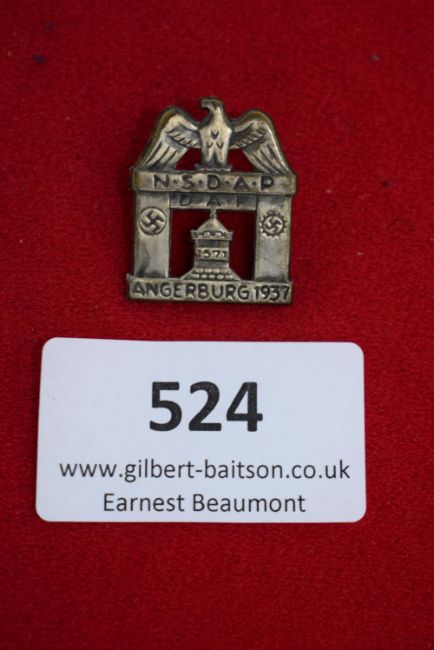 N·S·D·A·P
D A F
1571
ANGERBURG 1937
524
www.gilbert-baitson.co.uk
Earnest Beaumont